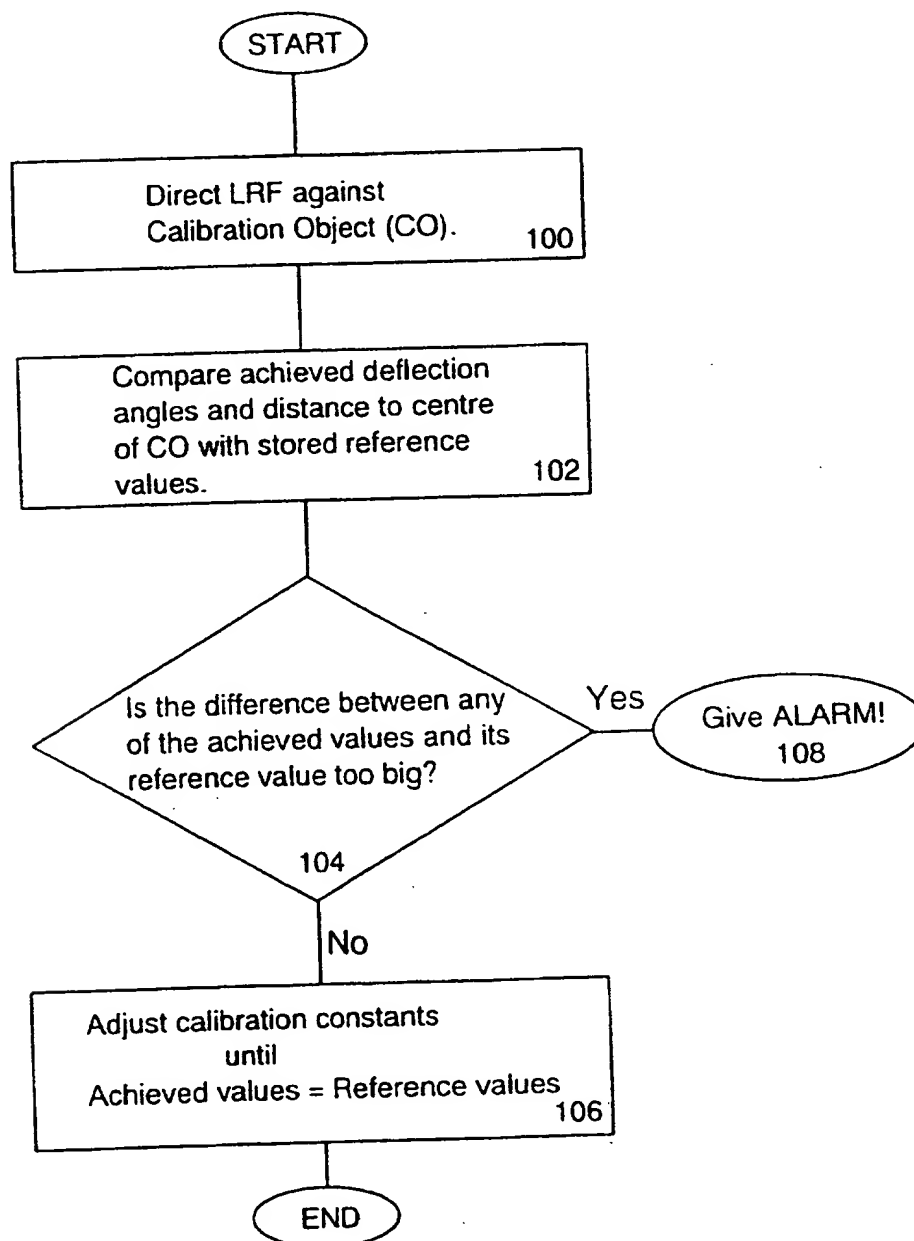 START
Direct LRF against
Calibration Object (CO).
100
Compare achieved deflection
angles and distance to centre
of CO with stored reference
values.
102
Is the difference between any
of the achieved values and its
reference value too big?
104
Yes
Give ALARM!
108
No
Adjust calibration constants
until
Achieved values = Reference values
106
END